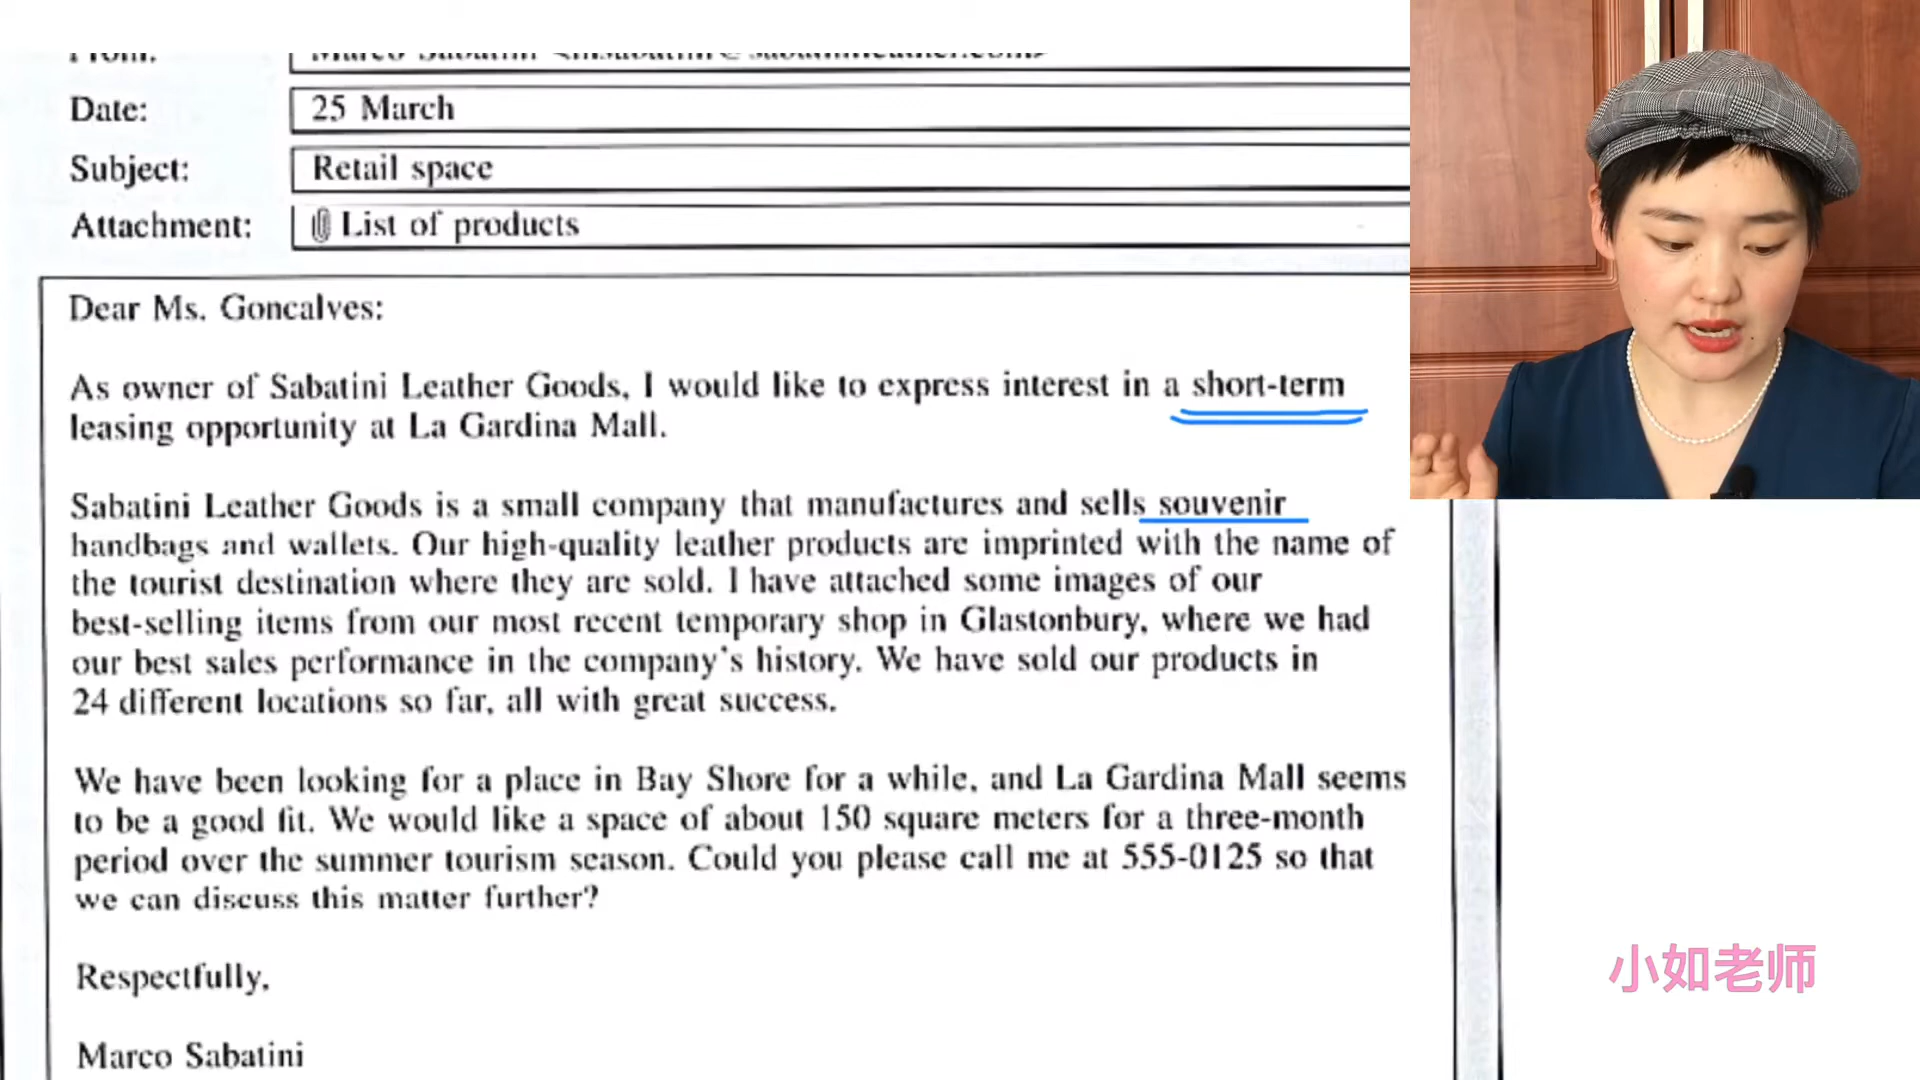 Date:
25 March
Subject:
Retail space
Attachment:
List of products
Dear Ms. Goncalves:
As owner of Sabatini Leather Goods, I would like to express interest in a short-term
leasing opportunity at La Gardina Mall.
Sabatini Leather Goods is a small company that manufactures and sells souvenir
handbags and wallets. Our high-quality leather products are imprinted with the name of
the tourist destination where they are sold. I have attached some images of our
best-selling items from our most recent temporary shop in Glastonbury, where we had
our best sales performance in the company's history. We have sold our products in
24 different locations so far, all with great success.
We have been looking for a place in Bay Shore for a while, and La Gardina Mall seems
to be a good fit. We would like a space of about 150 square meters for a three-month
period over the summer tourism season. Could you please call me at 555-0125 so that
we can discuss this matter further?
Respectfully,
Marco Sabatini
小如老师